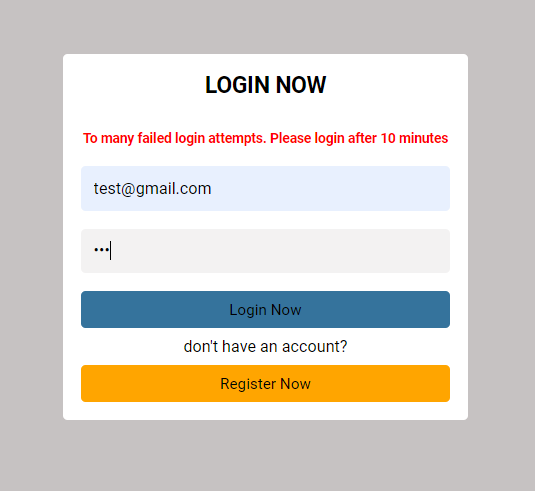 LOGIN NOW
To many failed login attempts. Please login after 10 minutes
test@gmail.com
•••
Login Now
don't have an account?
Register Now